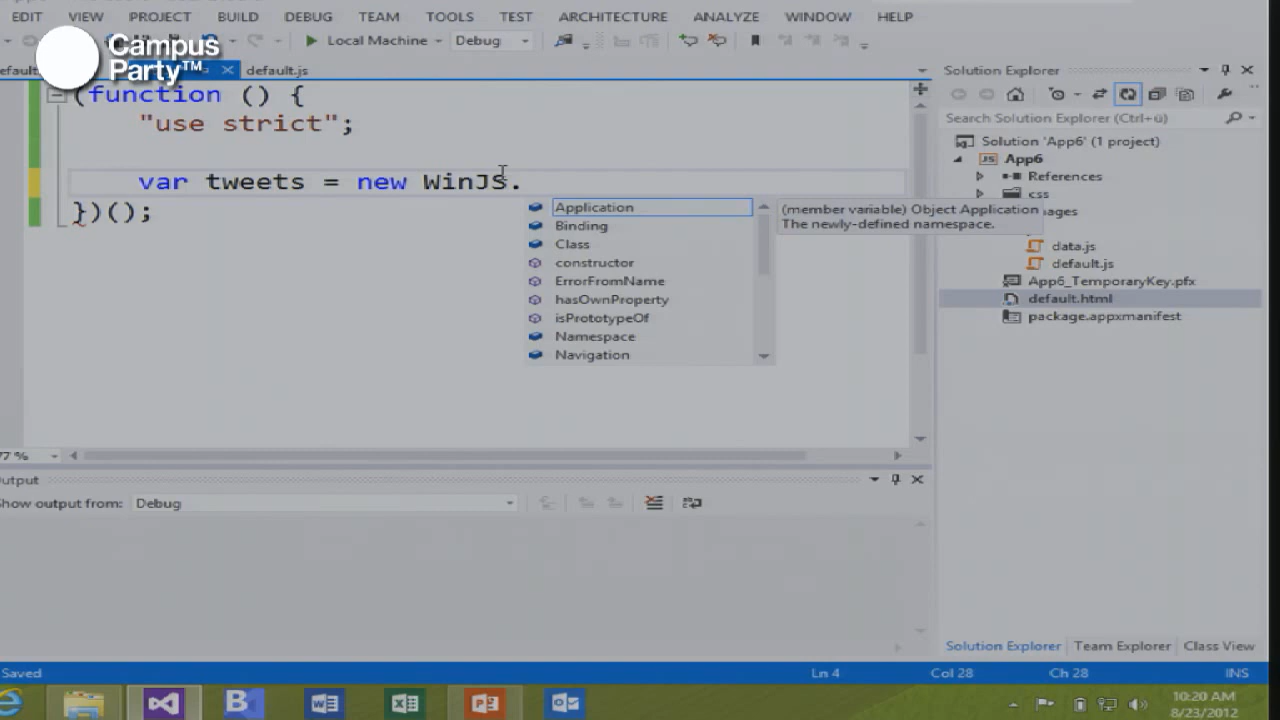 EDIT VIEW PROJECT BUILD DEBUG TEAM TOOLS TEST ARCHITECTURE ANALYZE WINDOW HELP
Local Machine Debug
Campus
Party™
default.js
(function () {
"use strict";
var tweets = new WinJS.
})();
Application
Binding
Class
constructor
ErrorFromName
hasOwnProperty
isPrototypeOf
Namespace
Navigation
(member variable) Object Application
The newly-defined namespace.
Solution Explorer
Search Solution Explorer (Ctrl+ü)
Solution 'App6' (1 project)
App6
References
css
ages
data.js
default.js
App6_TemporaryKey.pfx
default.html
package.appxmanifest
77 %
Output
Show output from: Debug
Solution Explorer Team Explorer Class View
Saved Ln 4 Col 28 Ch 28 INS
10:20 AM
8/23/2012